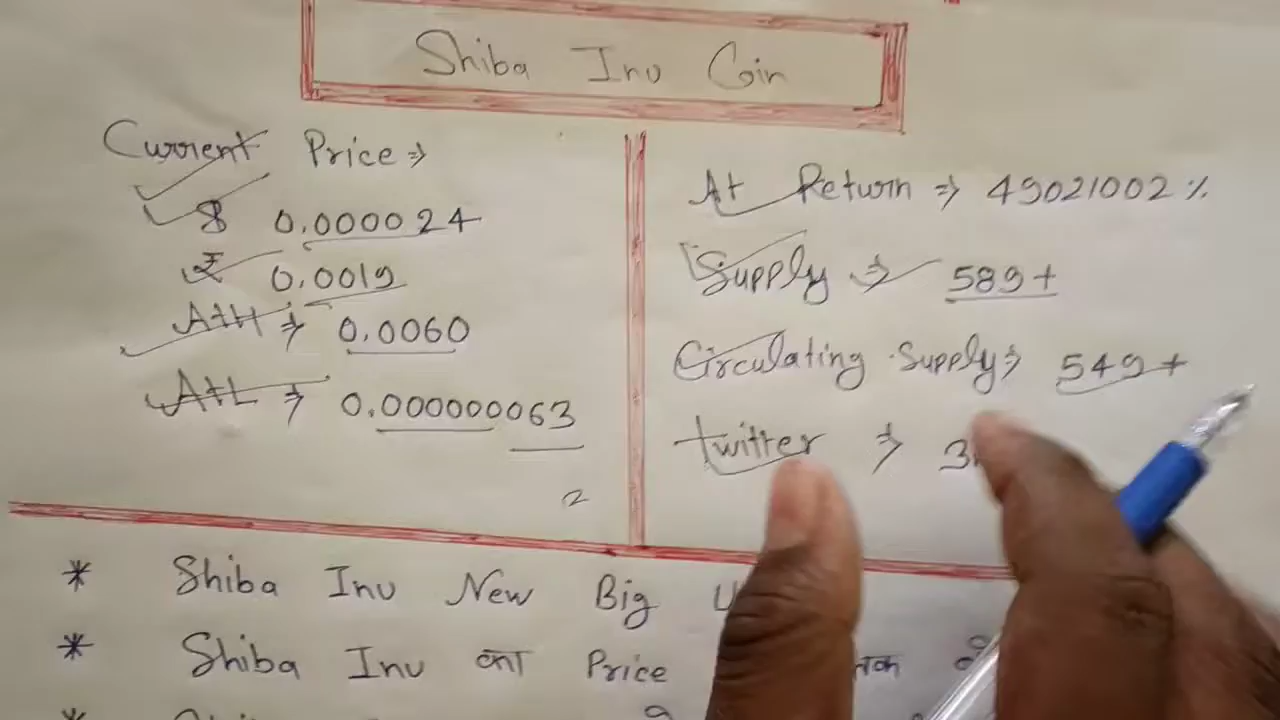 Shiba Inu Coin
Current Price ⇒
$ 0.000024
₹ 0.0019
ATH ⇒ 0.0060
ATL ⇒ 0.000000063
2
At Return ⇒ 49021002%
Supply ⇒ 589+
Circulating Supply ⇒ 549+
twitter ⇒
* Shiba Inu New Big
* Shiba Inu का Price